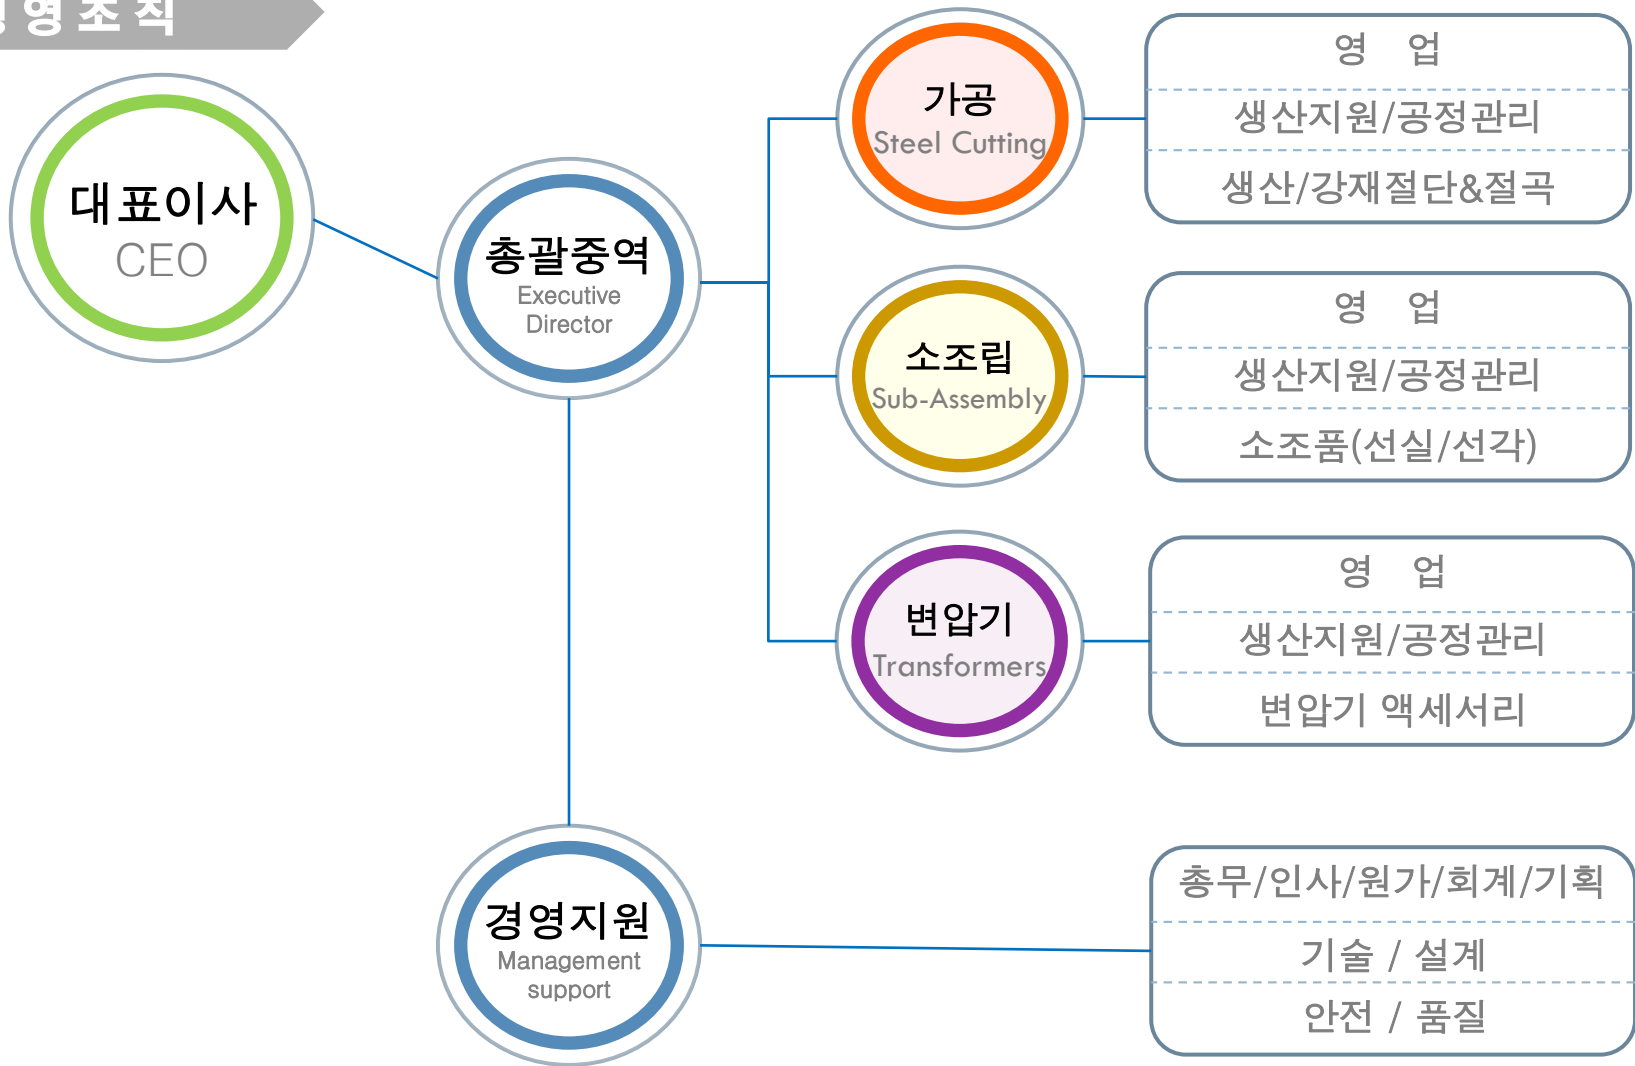 영조직
대표이사
CEO
총괄중역
Executive
Director
가공
Steel Cutting
영 업
생산지원/공정관리
생산/강재절단&절곡
소조립
Sub-Assembly
영 업
생산지원/공정관리
소조품(선실/선각)
변압기
Transformers
영 업
생산지원/공정관리
변압기 액세서리
경영지원
Management
support
총무/인사/원가/회계/기획
기술 / 설계
안전 / 품질